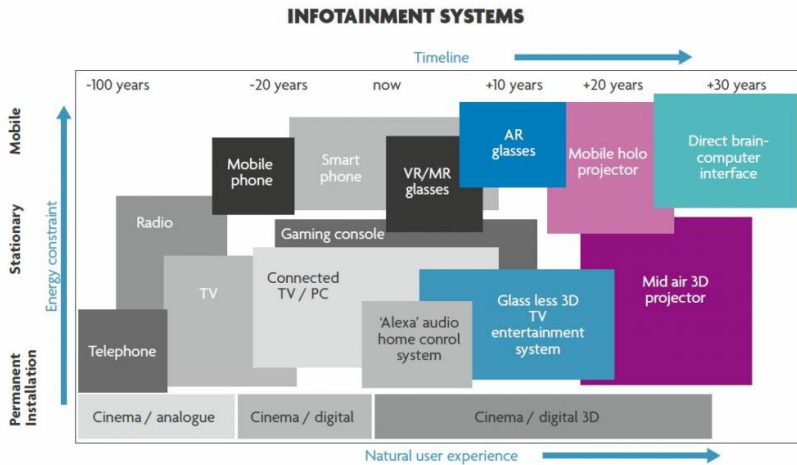 INFOTAINMENT SYSTEMS
Timeline
-100 years
-20 years
now
+10 years
+20 years
+30 years
Mobile
Stationary
Permanent
Installation
Energy constraint
Mobile
phone
Smart
phone
VR/MR
glasses
AR
glasses
Mobile holo
projector
Direct brain-
computer
interface
Radio
Gaming console
TV
Connected
TV / PC
'Alexa' audio
home conrol
system
Glass less 3D
TV
entertainment
system
Mid air 3D
projector
Telephone
Cinema / analogue
Cinema / digital
Cinema / digital 3D
Natural user experience